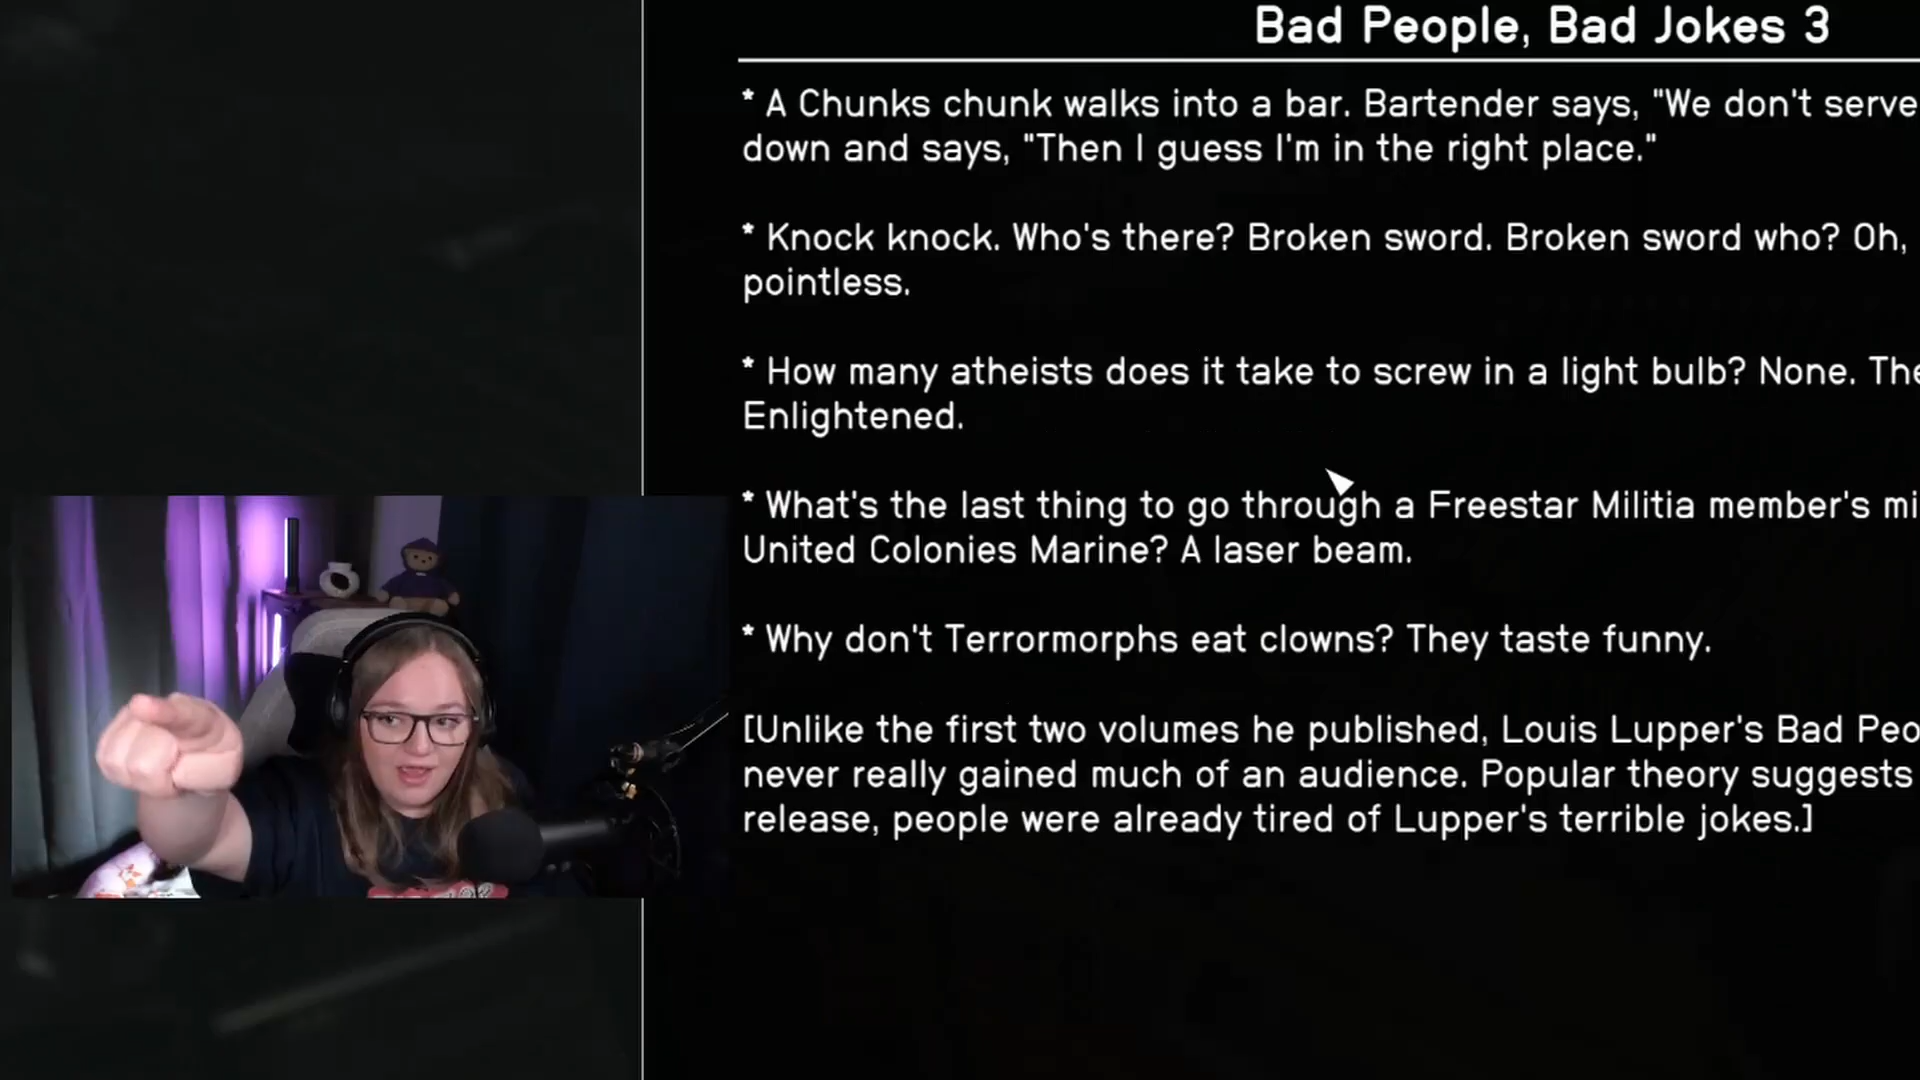 Bad People, Bad Jokes 3
* A Chunks chunk walks into a bar. Bartender says, "We don't serve
down and says, "Then I guess I'm in the right place."
* Knock knock. Who's there? Broken sword. Broken sword who? Oh,
pointless.
* How many atheists does it take to screw in a light bulb? None. The
Enlightened.
* What's the last thing to go through a Freestar Militia member's mi
United Colonies Marine? A laser beam.
* Why don't Terrormorphs eat clowns? They taste funny.
[Unlike the first two volumes he published, Louis Lupper's Bad Peo
never really gained much of an audience. Popular theory suggests
release, people were already tired of Lupper's terrible jokes.]